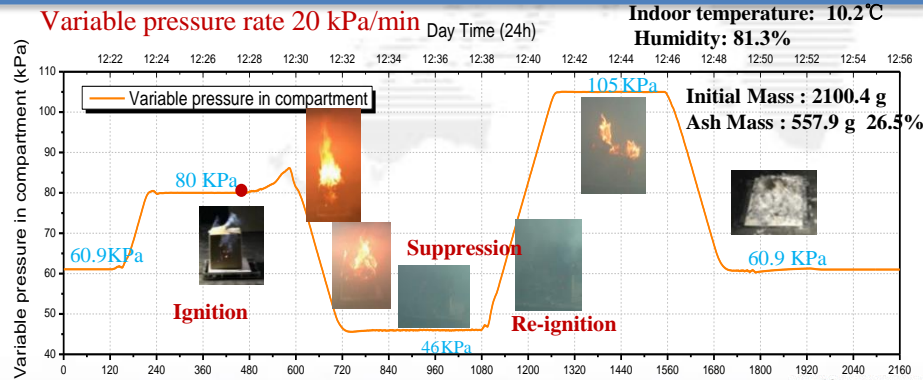 Variable pressure rate 20 kPa/min
Day Time (24h)
Indoor temperature: 10.2℃
Humidity: 81.3%
12:22 12:24 12:26 12:28 12:30 12:32 12:34 12:36 12:38 12:40 12:42 12:44 12:46 12:48 12:50 12:52 12:54 12:56
Variable pressure in compartment (kPa)
110
100
90
80
70
60
50
40
Variable pressure in compartment
105 KPa
Initial Mass : 2100.4 g
Ash Mass : 557.9 g 26.5%
80 KPa
60.9KPa
Suppression
60.9 KPa
Ignition
Re-ignition
46KPa
0 120 240 360 480 600 720 840 960 1080 1200 1320 1440 1560 1680 1800 1920 2040 2160